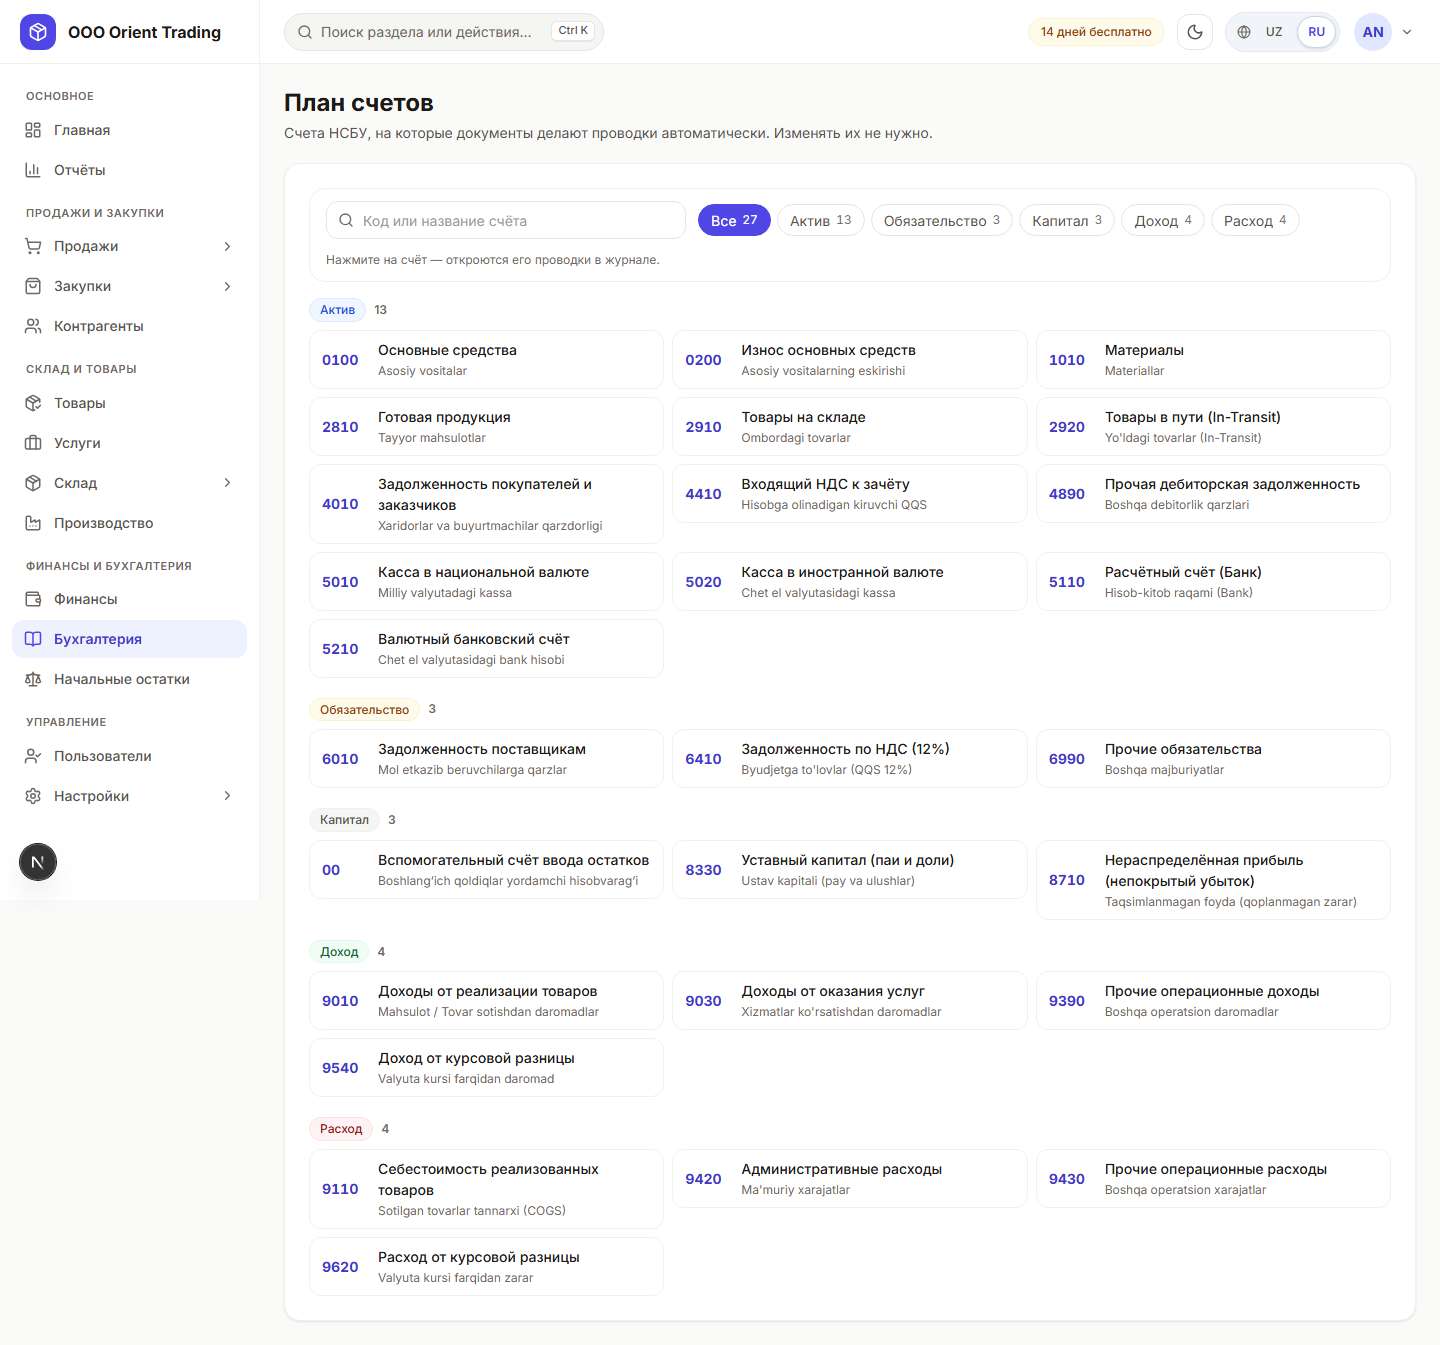 ООО Orient Trading
Поиск раздела или действия...
Ctrl K
14 дней бесплатно
UZ
RU
AN
ОСНОВНОЕ
Главная
Отчёты
ПРОДАЖИ И ЗАКУПКИ
Продажи
Закупки
Контрагенты
СКЛАД И ТОВАРЫ
Товары
Услуги
Склад
Производство
ФИНАНСЫ И БУХГАЛТЕРИЯ
Финансы
Бухгалтерия
Начальные остатки
УПРАВЛЕНИЕ
Пользователи
Настройки
N
План счетов
Счета НСБУ, на которые документы делают проводки автоматически. Изменять их не нужно.
Код или название счёта
Все 27
Актив 13
Обязательство 3
Капитал 3
Доход 4
Расход 4
Нажмите на счёт — откроются его проводки в журнале.
Актив 13
0100
Основные средства
Asosiy vositalar
0200
Износ основных средств
Asosiy vositalarning eskirishi
1010
Материалы
Materiallar
2810
Готовая продукция
Tayyor mahsulotlar
2910
Товары на складе
Ombordagi tovarlar
2920
Товары в пути (In-Transit)
Yo'ldagi tovarlar (In-Transit)
4010
Задолженность покупателей и
заказчиков
Xaridorlar va buyurtmachilar qarzdorligi
4410
Входящий НДС к зачёту
Hisobga olinadigan kiruvchi QQS
4890
Прочая дебиторская задолженность
Boshqa debitorlik qarzlari
5010
Касса в национальной валюте
Milliy valyutadagi kassa
5020
Касса в иностранной валюте
Chet el valyutasidagi kassa
5110
Расчётный счёт (Банк)
Hisob-kitob raqami (Bank)
5210
Валютный банковский счёт
Chet el valyutasidagi bank hisobi
Обязательство 3
6010
Задолженность поставщикам
Mol etkazib beruvchilarga qarzlar
6410
Задолженность по НДС (12%)
Byudjetga to'lovlar (QQS 12%)
6990
Прочие обязательства
Boshqa majburiyatlar
Капитал 3
00
Вспомогательный счёт ввода остатков
Boshlang‘ich qoldiqlar yordamchi hisobvarag‘i
8330
Уставный капитал (паи и доли)
Ustav kapitali (pay va ulushlar)
8710
Нераспределённая прибыль
(непокрытый убыток)
Taqsimlanmagan foyda (qoplanmagan zarar)
Доход 4
9010
Доходы от реализации товаров
Mahsulot / Tovar sotishdan daromadlar
9030
Доходы от оказания услуг
Xizmatlar ko'rsatishdan daromadlar
9390
Прочие операционные доходы
Boshqa operatsion daromadlar
9540
Доход от курсовой разницы
Valyuta kursi farqidan daromad
Расход 4
9110
Себестоимость реализованных
товаров
Sotilgan tovarlar tannarxi (COGS)
9420
Административные расходы
Ma'muriy xarajatlar
9430
Прочие операционные расходы
Boshqa operatsion xarajatlar
9620
Расход от курсовой разницы
Valyuta kursi farqidan zarar